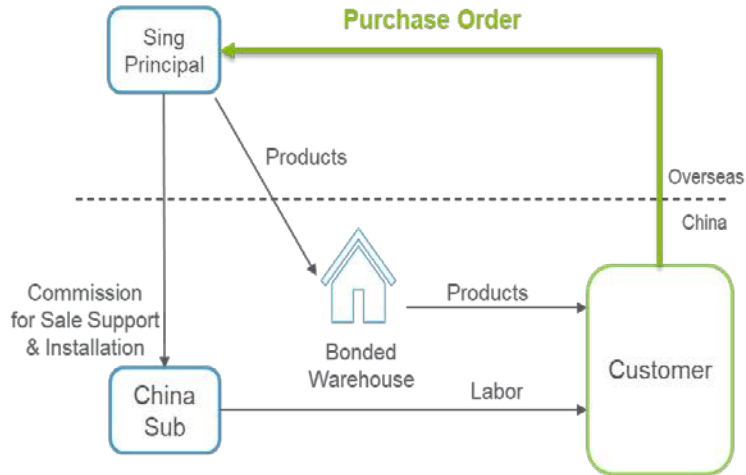 Purchase Order
Sing
Principal
Products
Overseas
China
Commission
for Sale Support
& Installation
Products
Bonded
Warehouse
Customer
China
Sub
Labor